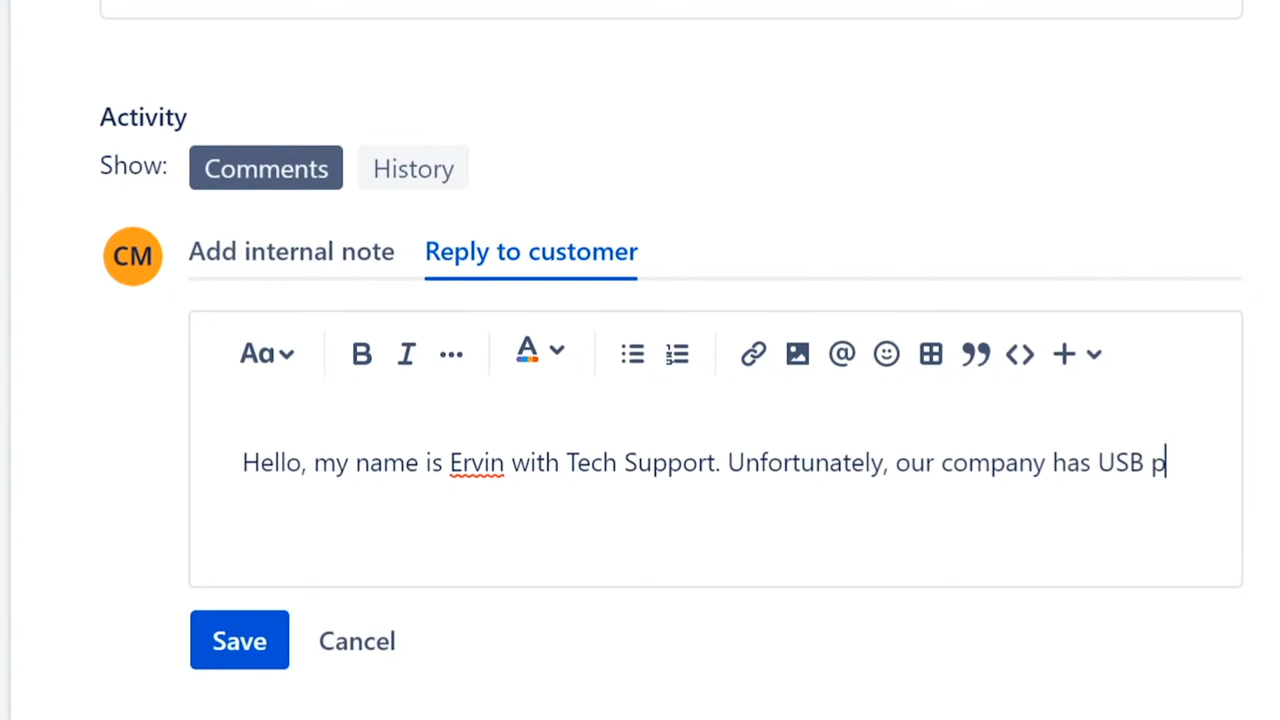 Activity
Show: Comments History
CM Add internal note Reply to customer
Aa B I ... A @ + 
Hello, my name is Ervin with Tech Support. Unfortunately, our company has USB p
Save Cancel